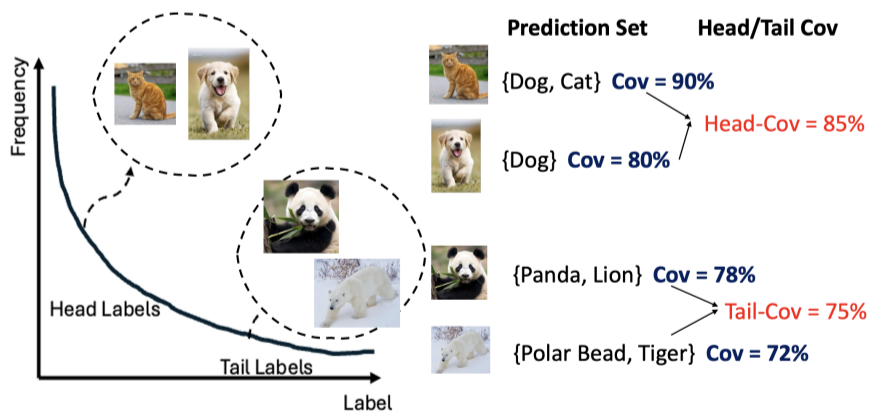 Prediction Set
Head/Tail Cov
Frequency
{Dog, Cat} Cov = 90%
Head-Cov = 85%
{Dog} Cov = 80%
Head Labels
{Panda, Lion} Cov = 78%
Tail-Cov = 75%
{Polar Bead, Tiger} Cov = 72%
Tail Labels
Label